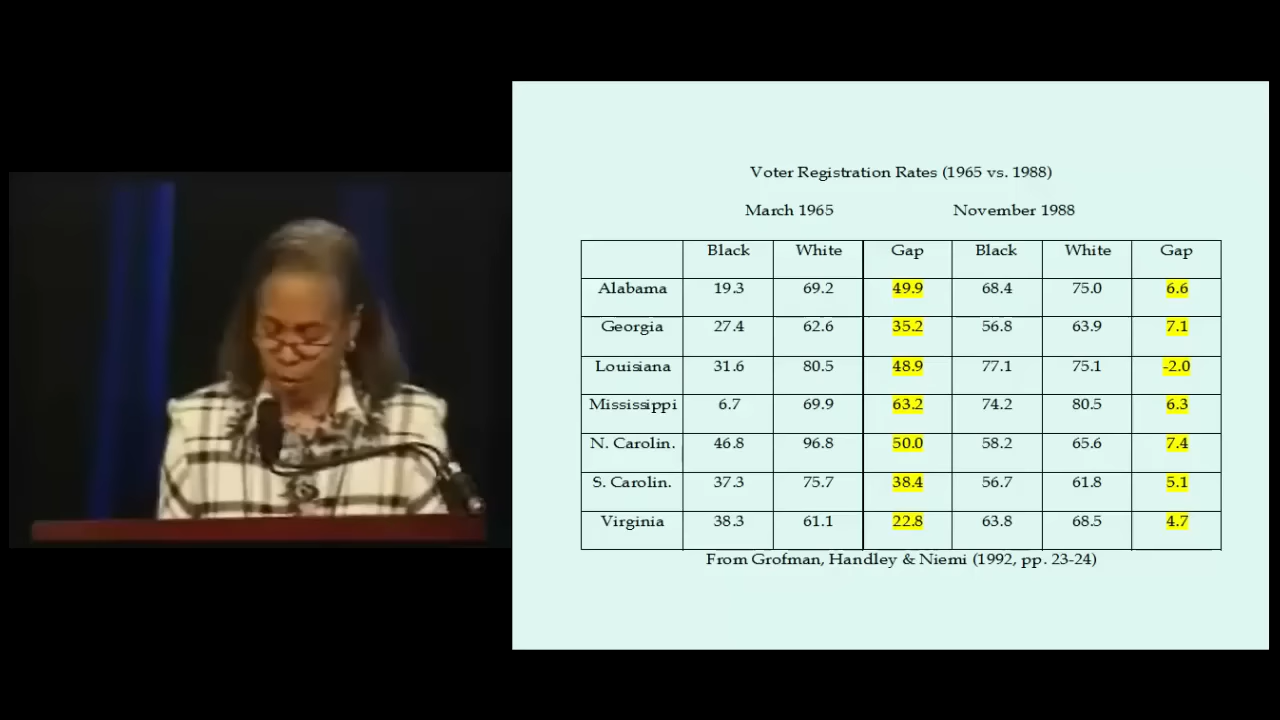 Voter Registration Rates (1965 vs. 1988)
March 1965 November 1988
Black White Gap Black White Gap
Alabama 19.3 69.2 49.9 68.4 75.0 6.6
Georgia 27.4 62.6 35.2 56.8 63.9 7.1
Louisiana 31.6 80.5 48.9 77.1 75.1 -2.0
Mississippi 6.7 69.9 63.2 74.2 80.5 6.3
N. Carolin. 46.8 96.8 50.0 58.2 65.6 7.4
S. Carolin. 37.3 75.7 38.4 56.7 61.8 5.1
Virginia 38.3 61.1 22.8 63.8 68.5 4.7
From Grofman, Handley & Niemi (1992, pp. 23-24)